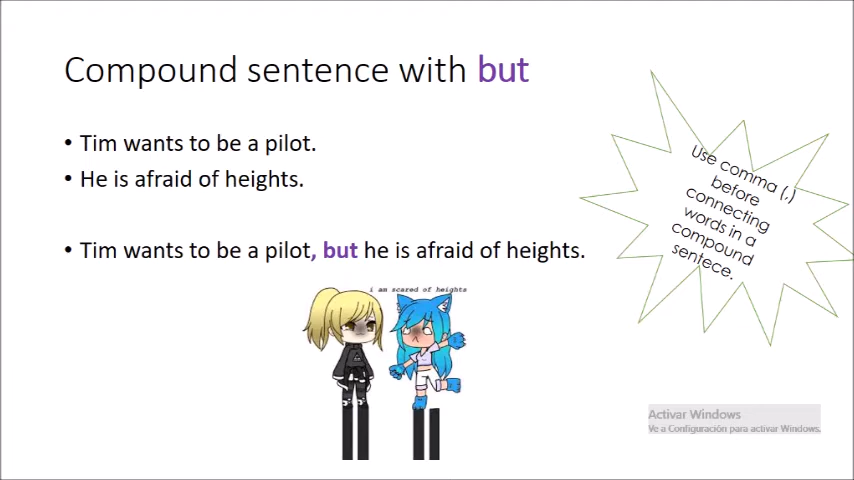 Compound sentence with but
• Tim wants to be a pilot.
• He is afraid of heights.
• Tim wants to be a pilot, but he is afraid of heights.
i am scared of heights
Use comma (,)
before
connecting
words in a
compound
sentece.
Activar Windows
Ve a Configuración para activar Windows.